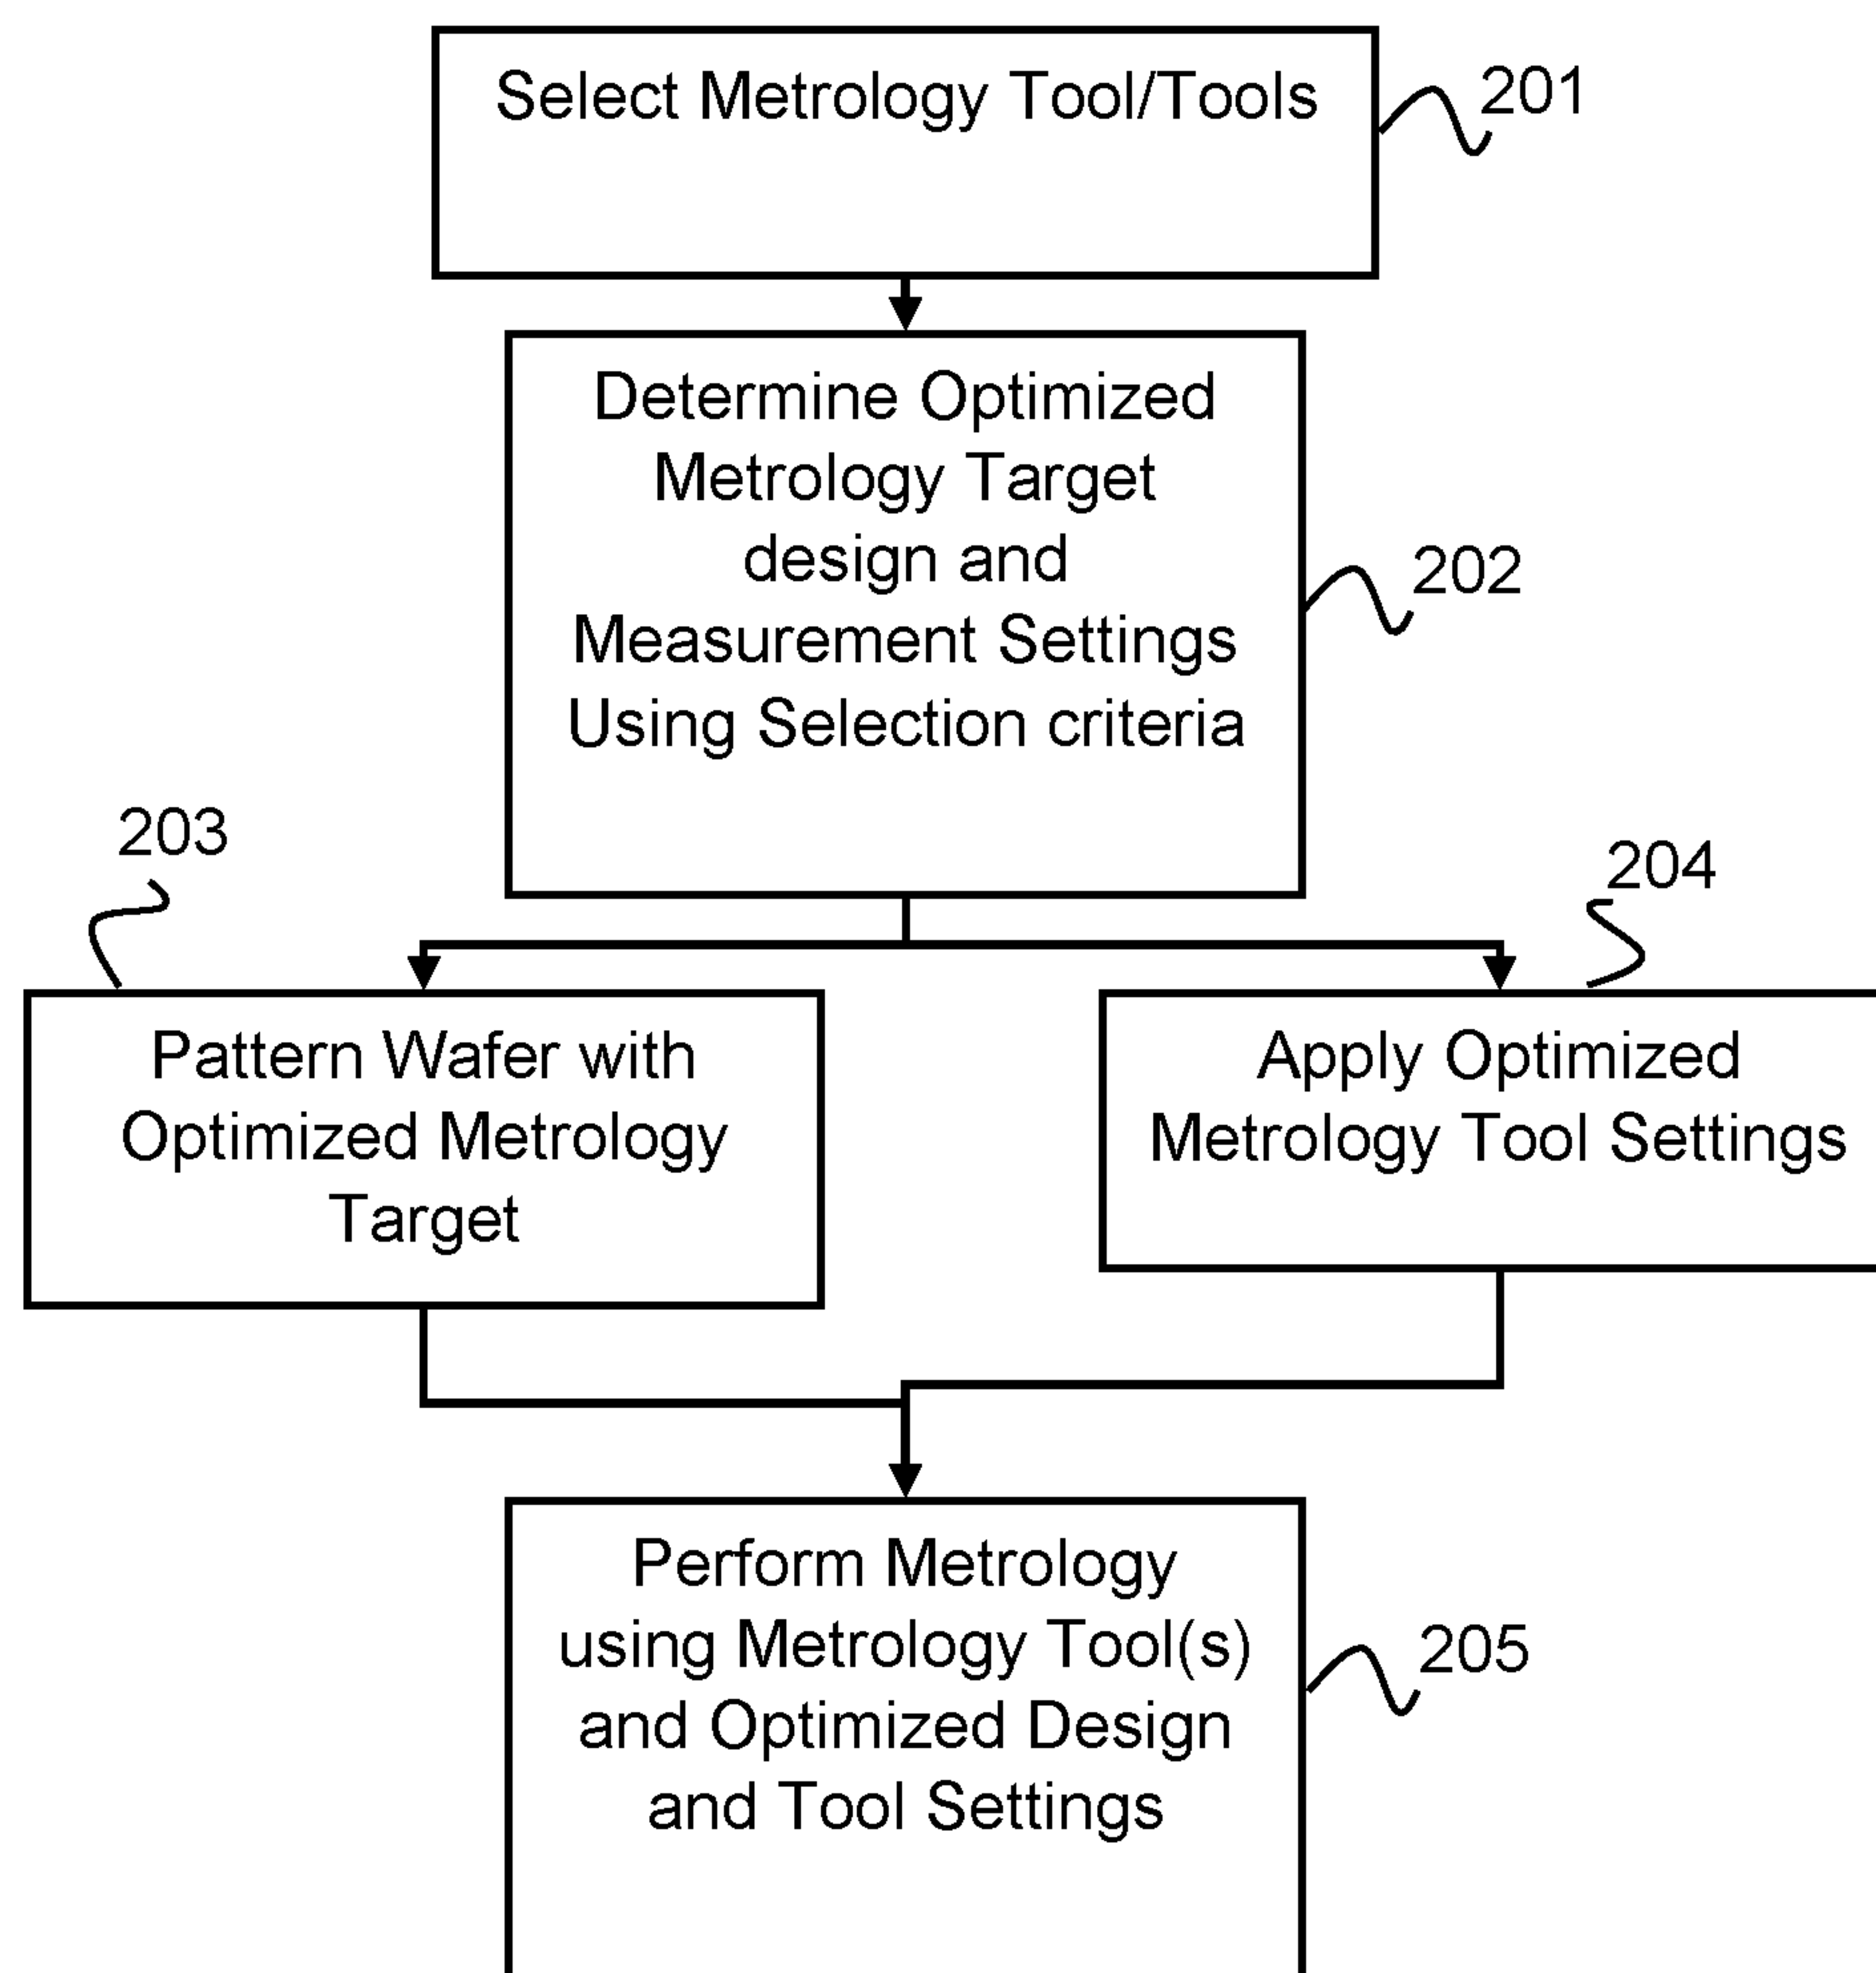 Select Metrology Tool/Tools
201
Determine Optimized
Metrology Target
design and
Measurement Settings
Using Selection criteria
202
203
204
Pattern Wafer with
Optimized Metrology
Target
Apply Optimized
Metrology Tool Settings
Perform Metrology
using Metrology Tool(s)
and Optimized Design
and Tool Settings
205